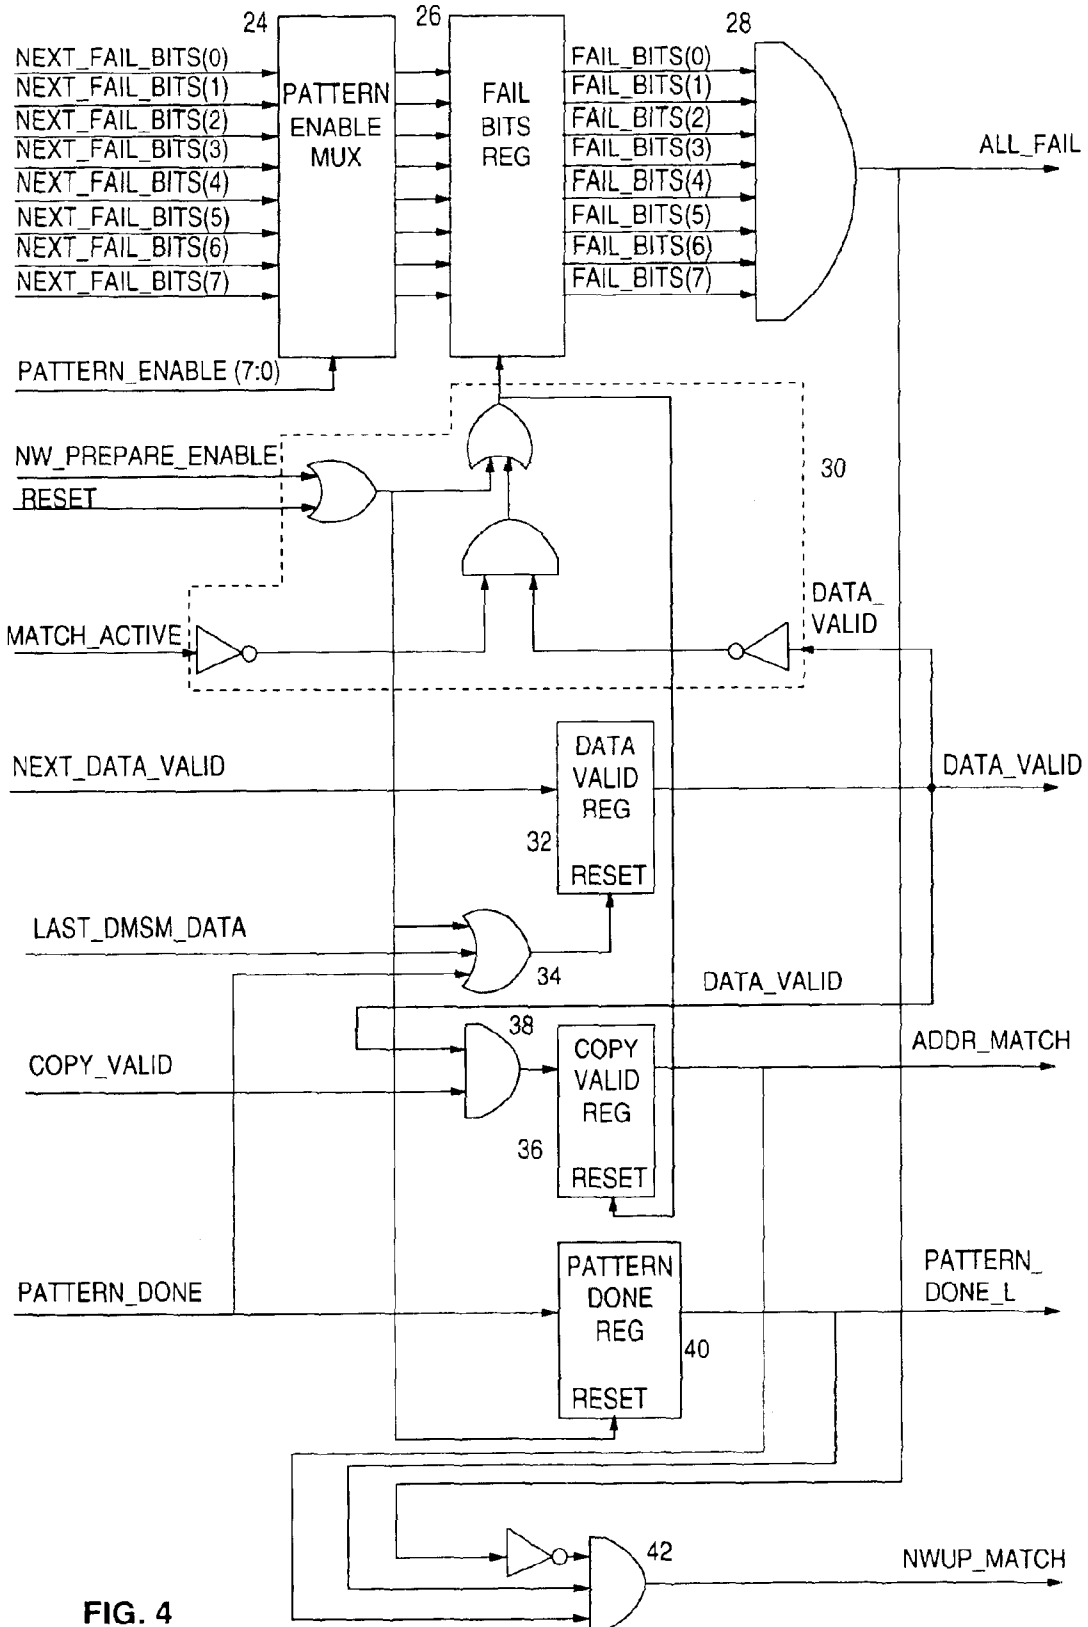 24
26
28
NEXT_FAIL_BITS(0)
NEXT_FAIL_BITS(1)
NEXT_FAIL_BITS(2)
NEXT_FAIL_BITS(3)
NEXT_FAIL_BITS(4)
NEXT_FAIL_BITS(5)
NEXT_FAIL_BITS(6)
NEXT_FAIL_BITS(7)
PATTERN
ENABLE
MUX
FAIL
BITS
REG
FAIL_BITS(0)
FAIL_BITS(1)
FAIL_BITS(2)
FAIL_BITS(3)
FAIL_BITS(4)
FAIL_BITS(5)
FAIL_BITS(6)
FAIL_BITS(7)
ALL_FAIL
PATTERN_ENABLE (7:0)
NW_PREPARE_ENABLE
RESET
30
MATCH_ACTIVE
DATA_
VALID
NEXT_DATA_VALID
DATA
VALID
REG
32
RESET
DATA_VALID
LAST_DMSM_DATA
34
DATA_VALID
38
COPY_VALID
COPY
VALID
REG
36
RESET
ADDR_MATCH
PATTERN_DONE
PATTERN
DONE
REG
40
RESET
PATTERN_
DONE_L
42
NWUP_MATCH
FIG. 4